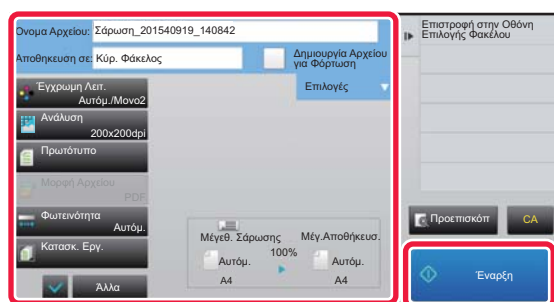 Όνομα Αρχείου: Σάρωση_201540919_140842
Αποθηκευση σε: Κύρ. Φάκελος
Δημιουργία Αρχείου
για Φόρτωση
Επιλογές
Έγχρωμη Λειτ.
Αυτόμ./Μονο2
Ανάλυση
200x200dpi
Πρωτότυπο
Μορφή Αρχείου
PDF
Φωτεινότητα
Αυτόμ.
Κατασκ. Εργ.
Άλλα
Μέγεθ. Σάρωσης
Μέγ.Αποθήκευσ.
100%
Αυτόμ.
Αυτόμ.
A4
A4
Επιστροφή στην Οθόνη
Επιλογής Φακέλου
Προεπισκόπ
CA
Έναρξη